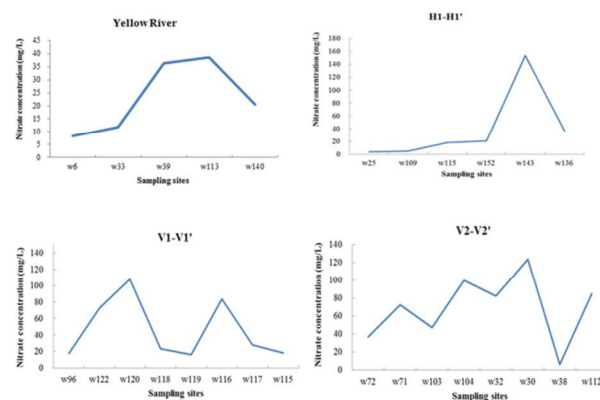 Yellow River
Nitrate concentration (mg/L)
45
40
35
30
25
20
15
10
5
0
w6 w33 w39 w113 w140
Sampling sites
H1-H1'
Nitrate concentration (mg/L)
180
160
140
120
100
80
60
40
20
0
w25 w109 w115 w152 w143 w136
Sampling sites
V1-V1'
Nitrate concentration (mg/L)
140
120
100
80
60
40
20
0
w96 w122 w120 w118 w119 w116 w117 w115
Sampling sites
V2-V2'
Nitrate concentration (mg/L)
140
120
100
80
60
40
20
0
w72 w71 w103 w104 w32 w30 w38 w112
Sampling sites